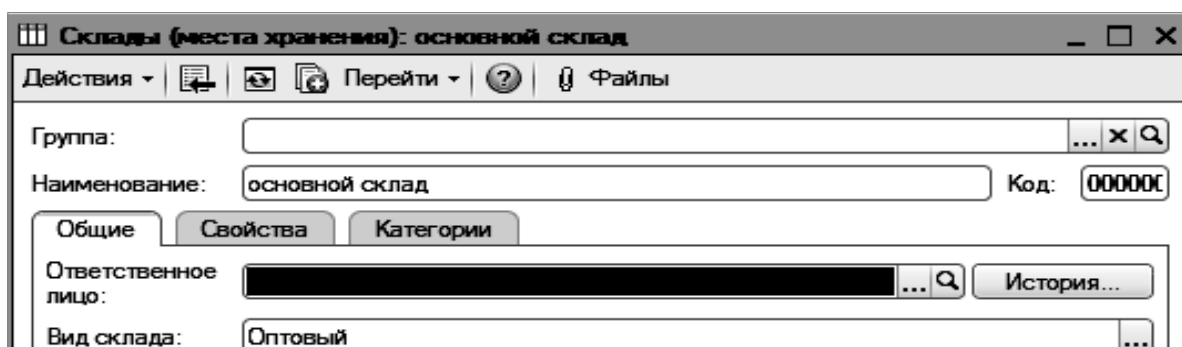 Склады (места хранения): основной склад
Действия Перейти Файлы
Группа:
Наименование: основной склад Код: 00000
Общие Свойства Категории
Ответственное лицо: ... История...
Вид склада: Оптовый ...